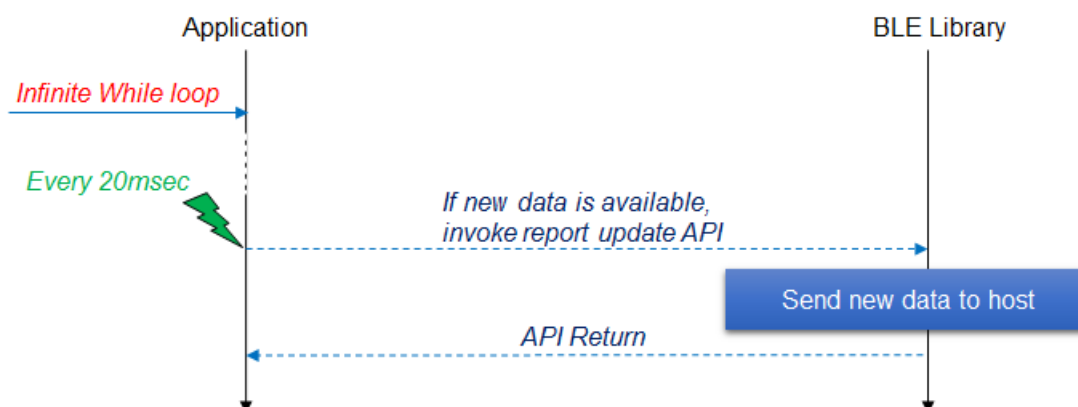 Application
BLE Library
Infinite While loop
Every 20msec
If new data is available,
invoke report update API
Send new data to host
API Return